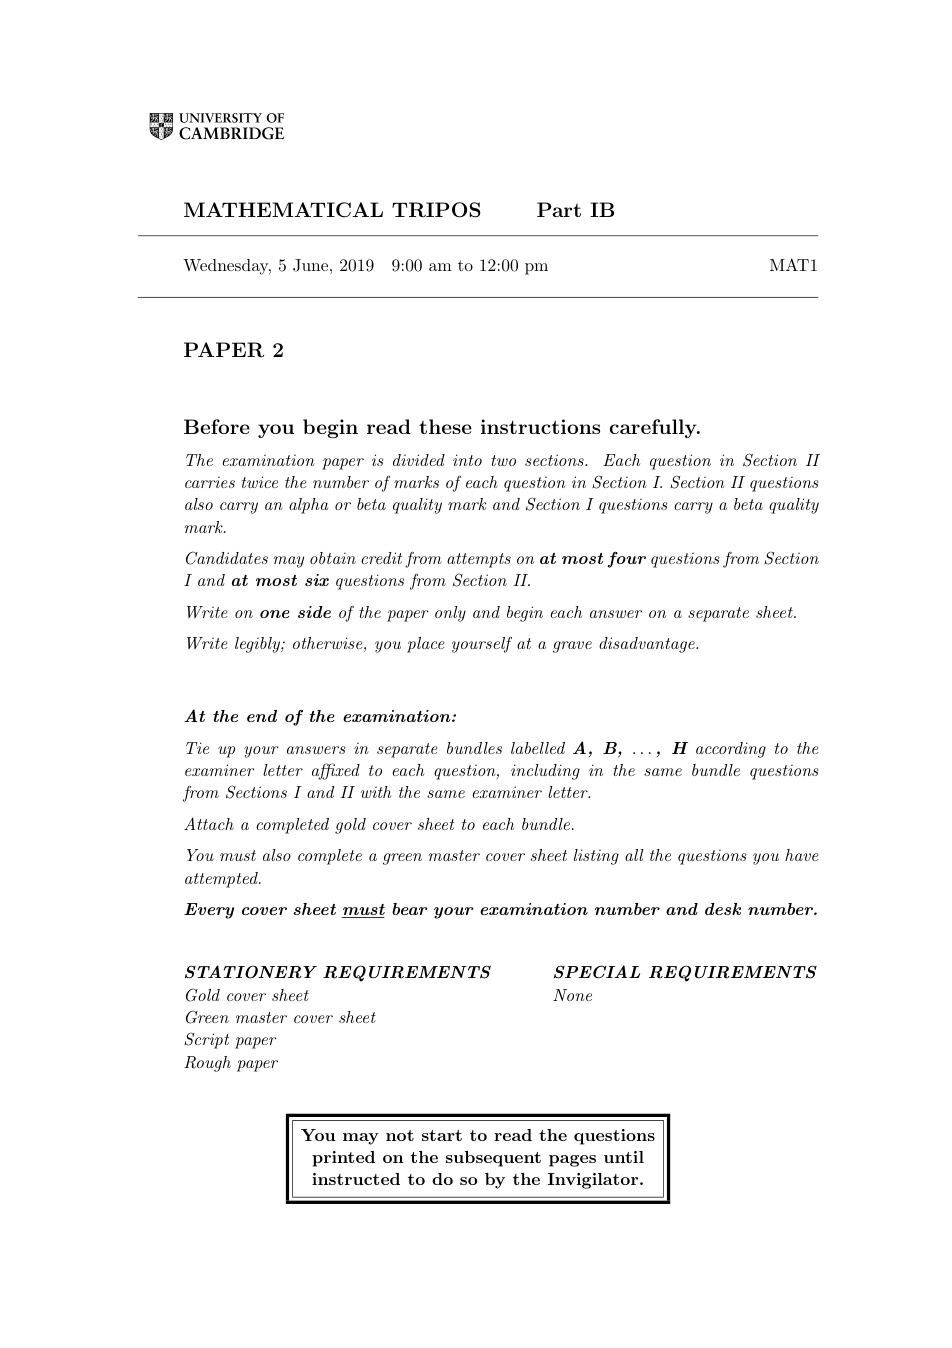 UNIVERSITY OF
CAMBRIDGE
MATHEMATICAL TRIPOS Part IB
Wednesday, 5 June, 2019 9:00 am to 12:00 pm MAT1
PAPER 2
Before you begin read these instructions carefully.
The examination paper is divided into two sections. Each question in Section II
carries twice the number of marks of each question in Section I. Section II questions
also carry an alpha or beta quality mark and Section I questions carry a beta quality
mark.
Candidates may obtain credit from attempts on at most four questions from Section
I and at most six questions from Section II.
Write on one side of the paper only and begin each answer on a separate sheet.
Write legibly; otherwise, you place yourself at a grave disadvantage.
At the end of the examination:
Tie up your answers in separate bundles labelled A, B, ..., H according to the
examiner letter affixed to each question, including in the same bundle questions
from Sections I and II with the same examiner letter.
Attach a completed gold cover sheet to each bundle.
You must also complete a green master cover sheet listing all the questions you have
attempted.
Every cover sheet must bear your examination number and desk number.
STATIONERY REQUIREMENTS SPECIAL REQUIREMENTS
Gold cover sheet None
Green master cover sheet
Script paper
Rough paper
You may not start to read the questions
printed on the subsequent pages until
instructed to do so by the Invigilator.